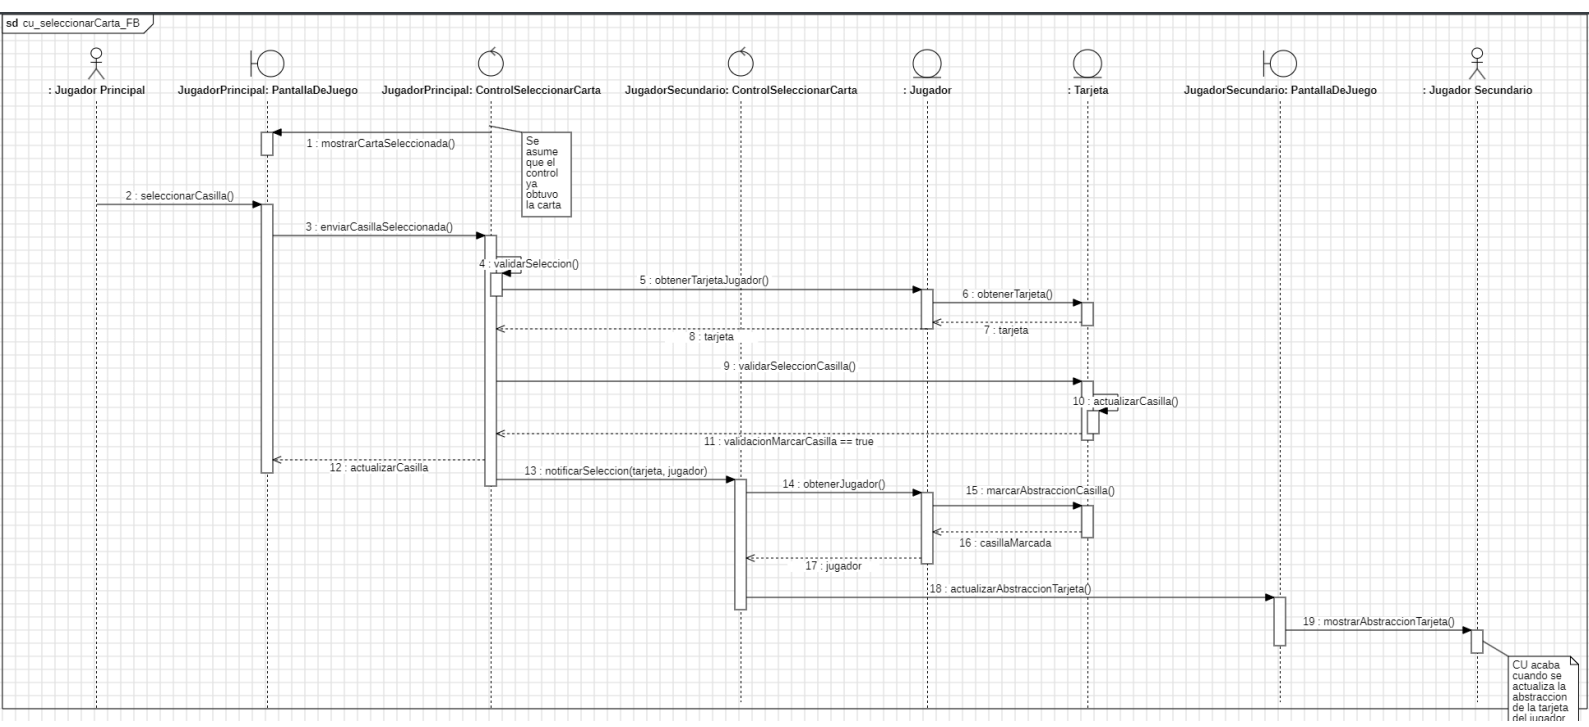 sd cu_seleccionarCarta_FB
: Jugador Principal
JugadorPrincipal: PantallaDeJuego
JugadorPrincipal: ControlSeleccionarCarta
JugadorSecundario: ControlSeleccionarCarta
: Jugador
: Tarjeta
JugadorSecundario: PantallaDeJuego
: Jugador Secundario
1 : mostrarCartaSeleccionada()
Se
asume
que el
control
ya
obtuvo
la carta
2 : seleccionarCasilla()
3 : enviarCasillaSeleccionada()
4 : validarSeleccion()
5 : obtenerTarjetaJugador()
6 : obtenerTarjeta()
7 : tarjeta
8 : tarjeta
9 : validarSeleccionCasilla()
10 : actualizarCasilla()
11 : validacionMarcarCasilla == true
12 : actualizarCasilla
13 : notificarSeleccion(tarjeta, jugador)
14 : obtenerJugador()
15 : marcarAbstraccionCasilla()
16 : casillaMarcada
17 : jugador
18 : actualizarAbstraccionTarjeta()
19 : mostrarAbstraccionTarjeta()
CU acaba
cuando se
actualiza la
abstraccion
de la tarjeta
del jugador